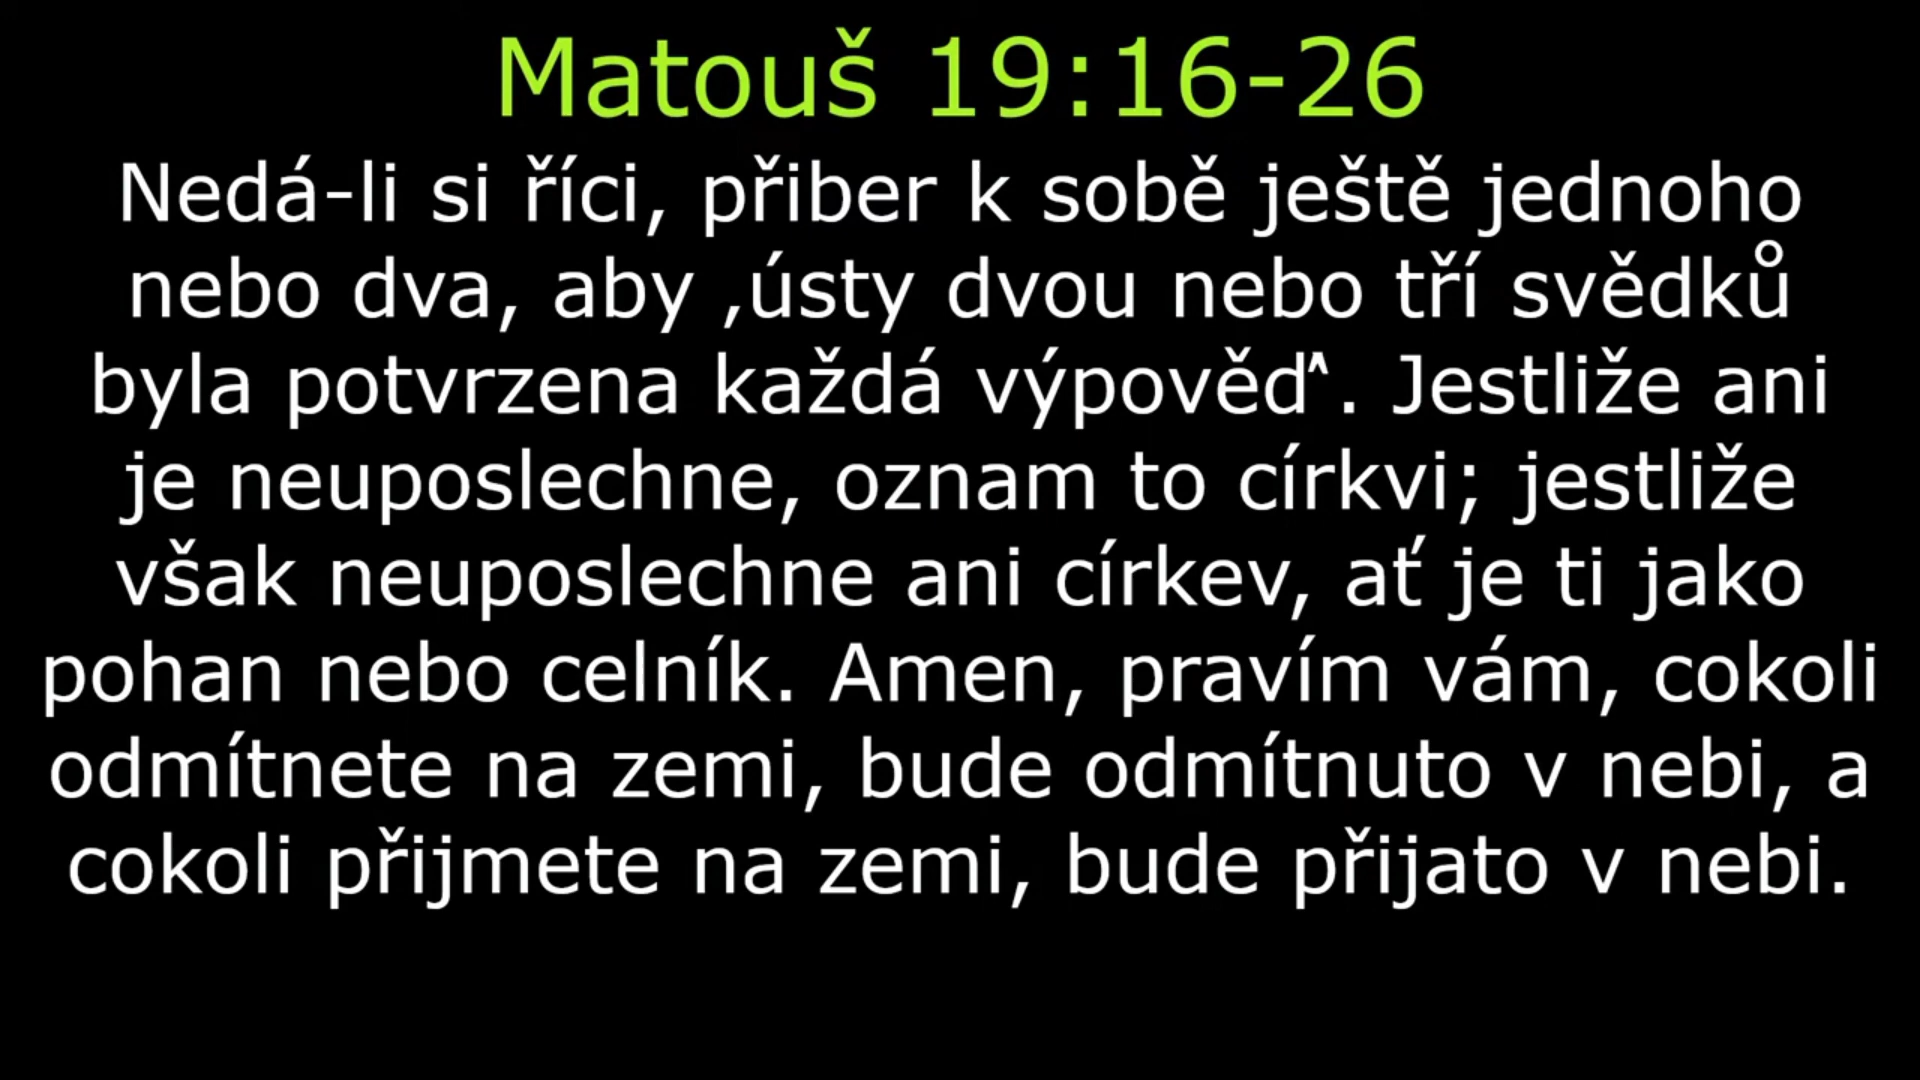 Matouš 19:16-26
Nedá-li si říci, přiber k sobě ještě jednoho
nebo dva, aby ‚ústy dvou nebo tří svědků
byla potvrzena každá výpověď^. Jestliže ani
je neuposlechne, oznam to církvi; jestliže
však neuposlechne ani církev, ať je ti jako
pohan nebo celník. Amen, pravím vám, cokoli
odmítnete na zemi, bude odmítnuto v nebi, a
cokoli přijmete na zemi, bude přijato v nebi.